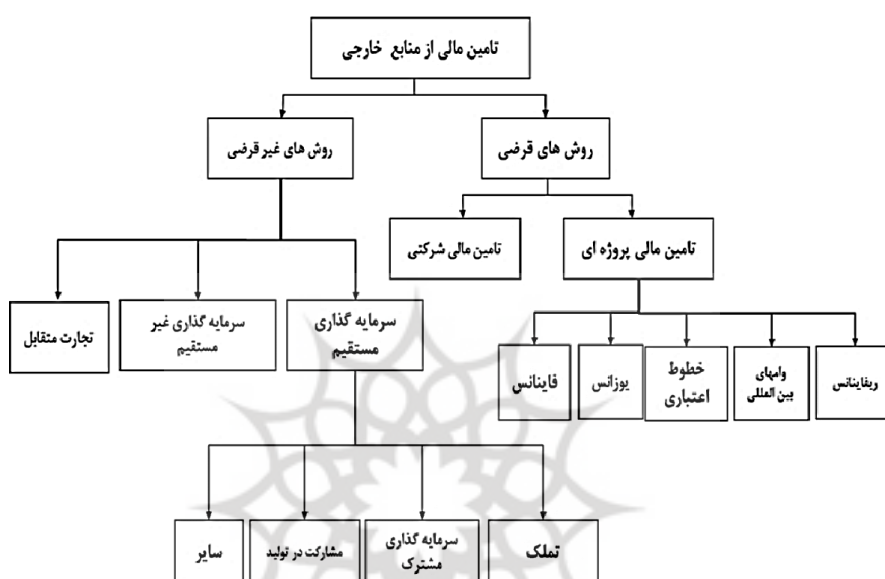 تامین مالی از منابع خارجی
روش های قرضی
روش های غیر قرضی
تامین مالی پروژه ای
تامین مالی شرکتی
سرمایه گذاری
مستقیم
سرمایه گذاری غیر
مستقیم
تجارت متقابل
ریفاینانس
وامهای
بین المللی
خطوط
اعتباری
یوزانس
فاینانس
تملک
سرمایه گذاری
مشترک
مشارکت در تولید
سایر